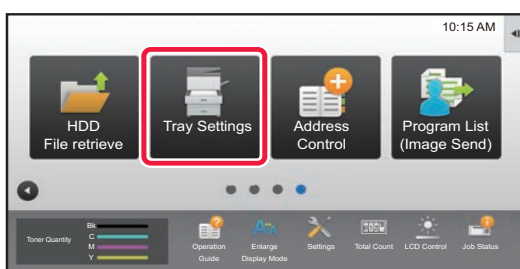 10:15 AM
HDD
File retrieve
Tray Settings
Address
Control
Program List
(Image Send)
Toner Quantity
Bk
C
M
Y
Operation
Guide
Enlarge
Display Mode
Settings
Total Count
LCD Control
Job Status